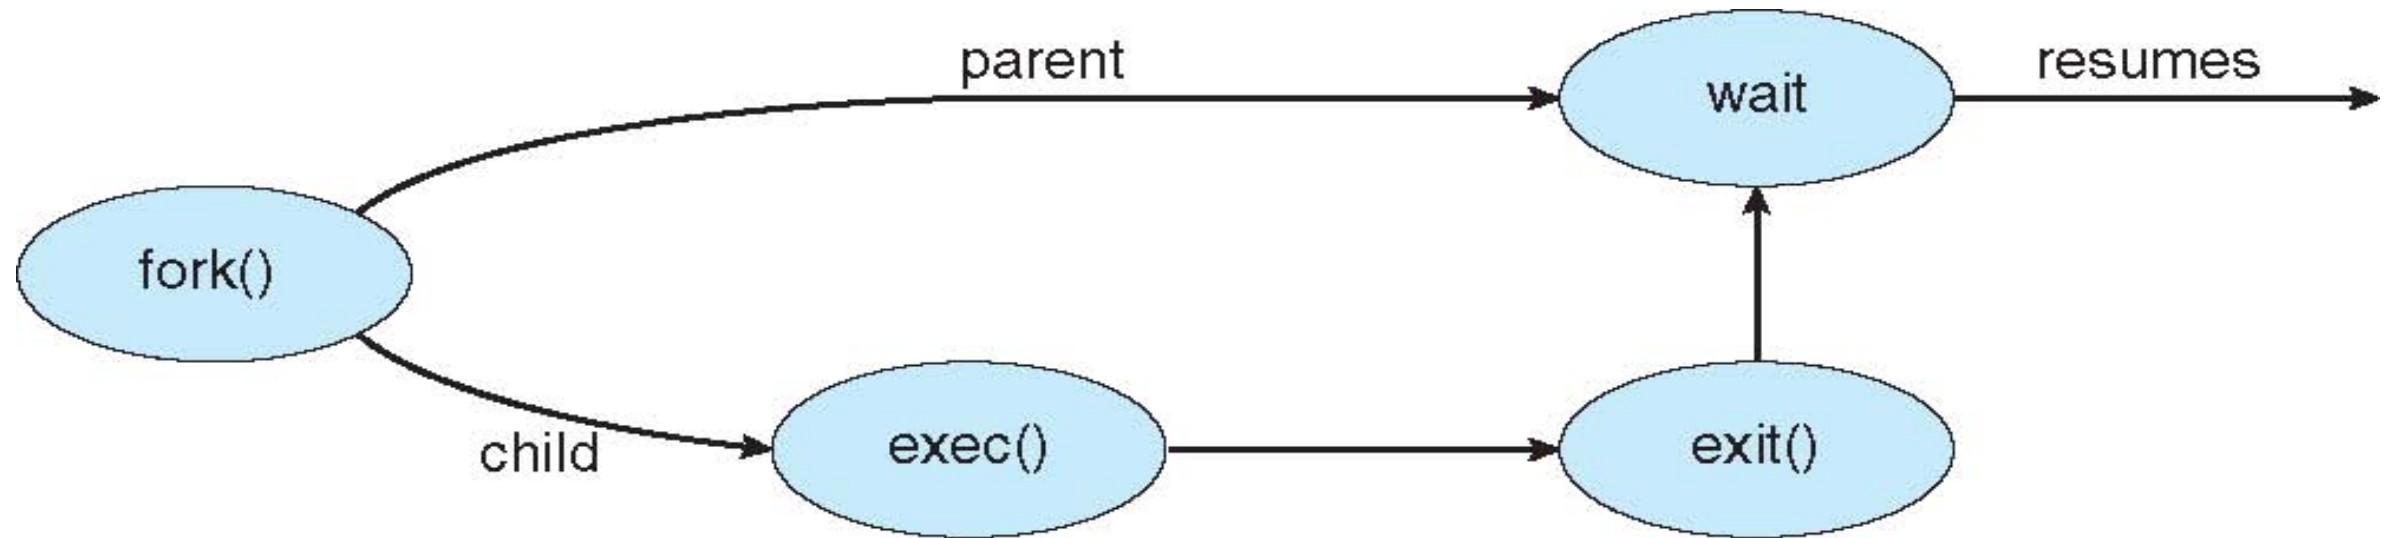 parent
wait
resumes
fork()
child
exec()
exit()